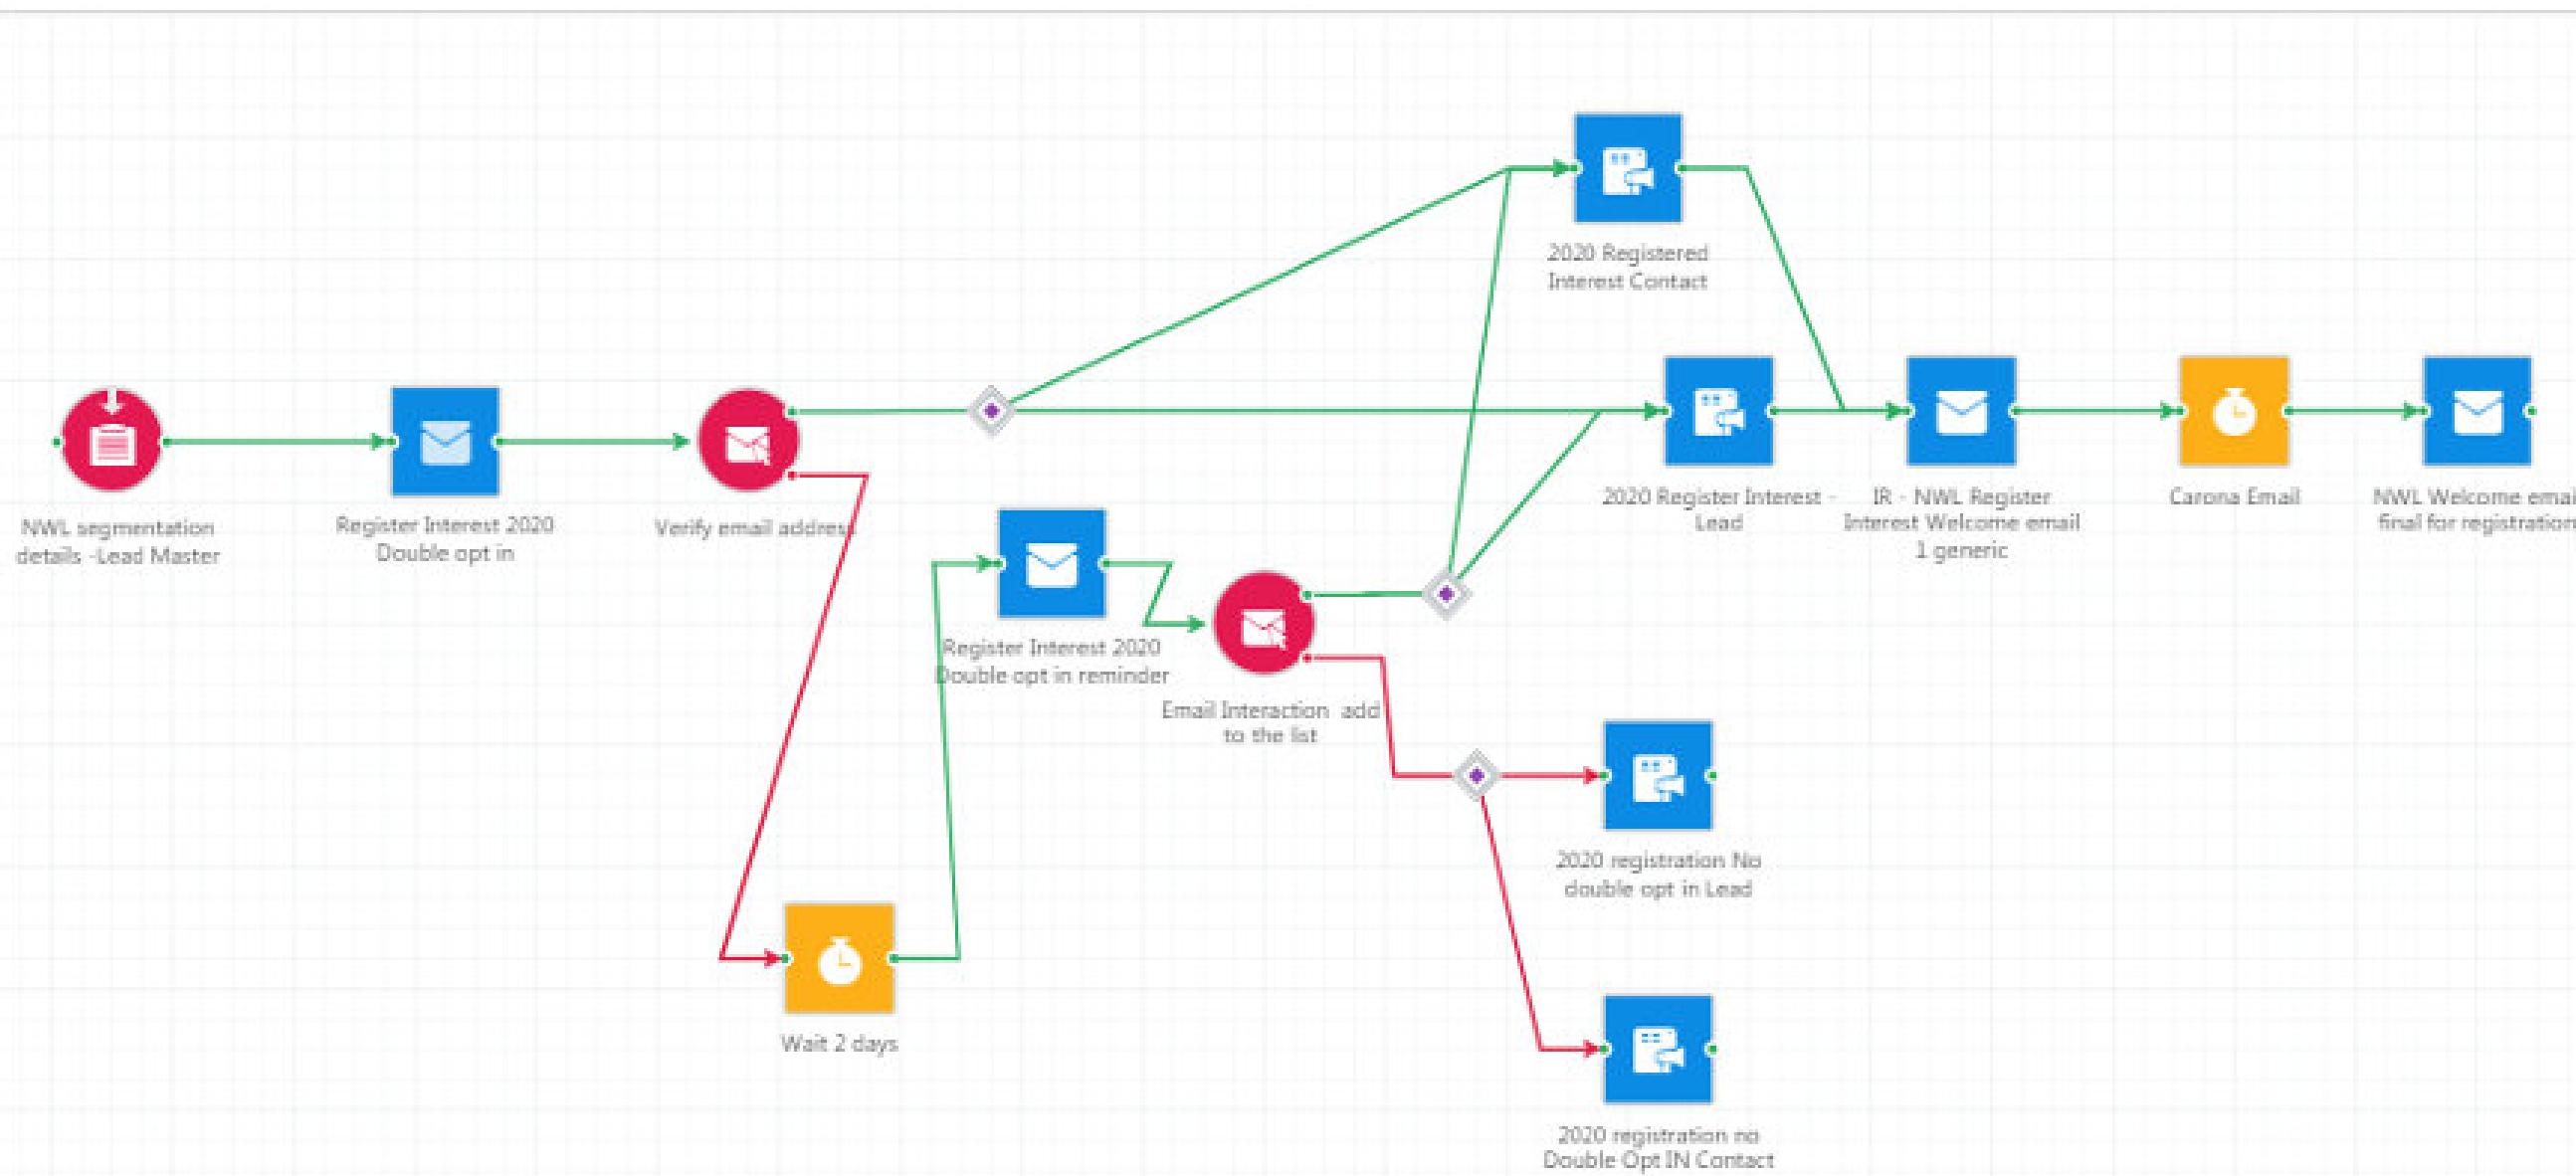 2020 Registered
Interest Contact
NWL segmentation
details -Lead Master
Register Interest 2020
Double opt in
Verify email address
2020 Register Interest -
Lead
IR - NWL Register
Interest Welcome email
1 generic
Carona Email
NWL Welcome emai
final for registration
Register Interest 2020
Double opt in reminder
Email Interaction add
to the list
2020 registration No
double opt in Lead
Wait 2 days
2020 registration no
Double Opt IN Contact